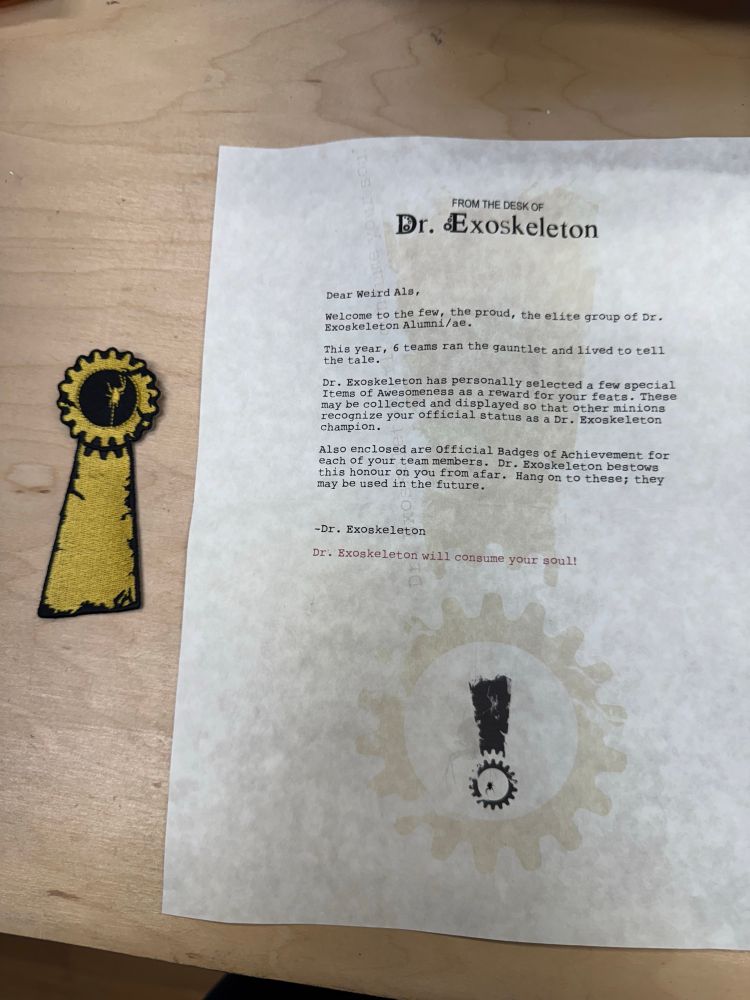 FROM THE DESK OF
Dr. Exoskeleton
Dear Weird Als,
Welcome to the few, the proud, the elite group of Dr.
Exoskeleton Alumni/ae.
This year, 6 teams ran the gauntlet and lived to tell
the tale.
Dr. Exoskeleton has personally selected a few special
Items of Awesomeness as a reward for your feats. These
may be collected and displayed so that other minions
recognize your official status as a Dr. Exoskeleton
champion.
Also enclosed are Official Badges of Achievement for
each of your team members. Dr. Exoskeleton bestows
this honour on you from afar. Hang on to these; they
may be used in the future.
-Dr. Exoskeleton
Dr. Exoskeleton will consume your soul!